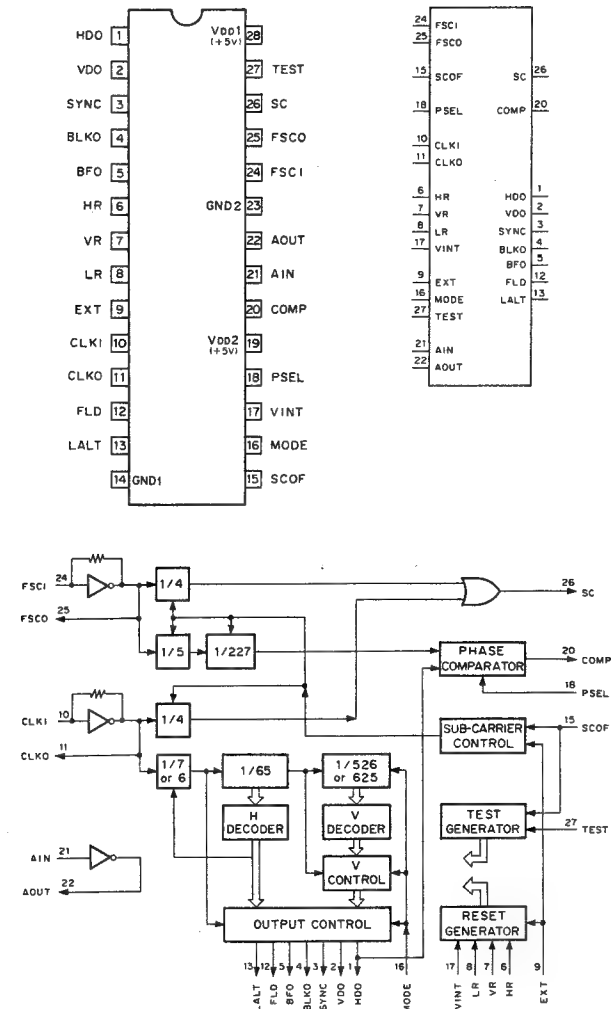 HDO 1
VDO 2
SYNC 3
BLKO 4
BFO 5
HR 6
VR 7
LR 8
EXT 9
CLKI 10
CLKO 11
FLD 12
LALT 13
14 GND1
VDD1 28
(+5V)
27 TEST
26 SC
25 FSCO
24 FSCI
GND2 23
22 AOUT
21 AIN
20 COMP
VDD2 19
(+5V)
18 PSEL
17 VINT
16 MODE
15 SCOF
24 FSCI
25 FSCO
15 SCOF
18 PSEL
10 CLKI
11 CLKO
6 HR
7 VR
8 LR
17 VINT
9 EXT
16 MODE
27 TEST
21 AIN
22 AOUT
SC 26
COMP 20
HDO 1
VDO 2
SYNC 3
BLKO 4
BFO 5
FLD 12
LALT 13
FSCI 24
FSCO 25
1/4
1/5
1/227
26 SC
PHASE
COMPARATOR
20 COMP
18 PSEL
CLKI 10
CLKO 11
1/4
SUB-CARRIER
CONTROL
15 SCOF
1/7
or 6
1/65
1/526
or 625
H
DECODER
V
DECODER
TEST
GENERATOR
27 TEST
AIN 21
AOUT 22
V
CONTROL
OUTPUT CONTROL
RESET
GENERATOR
13 12 5 4 3 2 1 16 17 8 7 6 9
LALT FLD BFO BLKO SYNC VDO HDO MODE VINT LR VR HR EXT